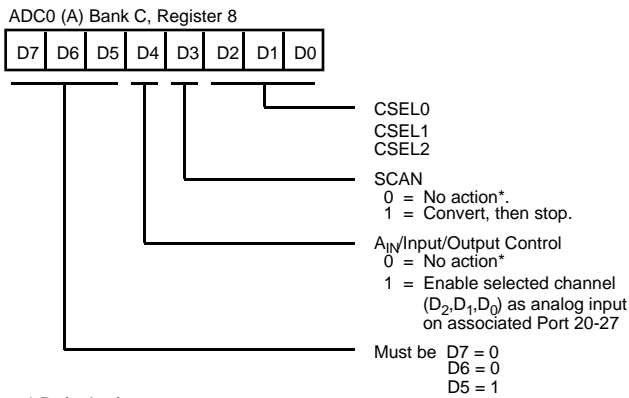 ADC0 (A) Bank C, Register 8
D7 D6 D5 D4 D3 D2 D1 D0
CSEL0
CSEL1
CSEL2
SCAN
0 = No action*.
1 = Convert, then stop.
AIN/Input/Output Control
0 = No action*
1 = Enable selected channel
(D2,D1,D0) as analog input
on associated Port 20-27
Must be D7 = 0
D6 = 0
D5 = 1